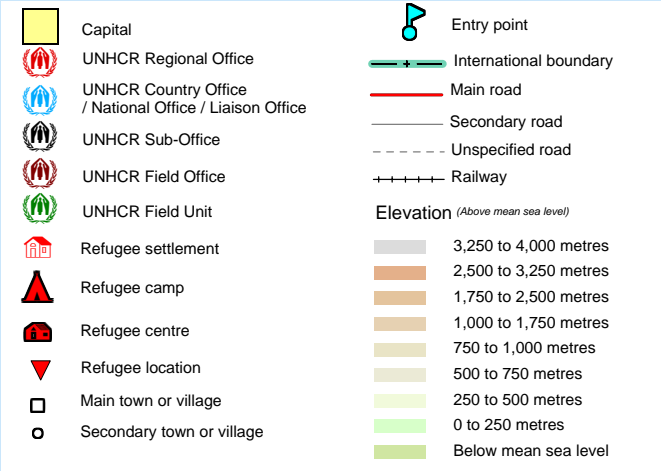 Capital
UNHCR Regional Office
UNHCR Country Office
/ National Office / Liaison Office
UNHCR Sub-Office
UNHCR Field Office
UNHCR Field Unit
Refugee settlement
Refugee camp
Refugee centre
Refugee location
Main town or village
Secondary town or village
Entry point
International boundary
Main road
Secondary road
Unspecified road
Railway
Elevation (Above mean sea level)
3,250 to 4,000 metres
2,500 to 3,250 metres
1,750 to 2,500 metres
1,000 to 1,750 metres
750 to 1,000 metres
500 to 750 metres
250 to 500 metres
0 to 250 metres
Below mean sea level